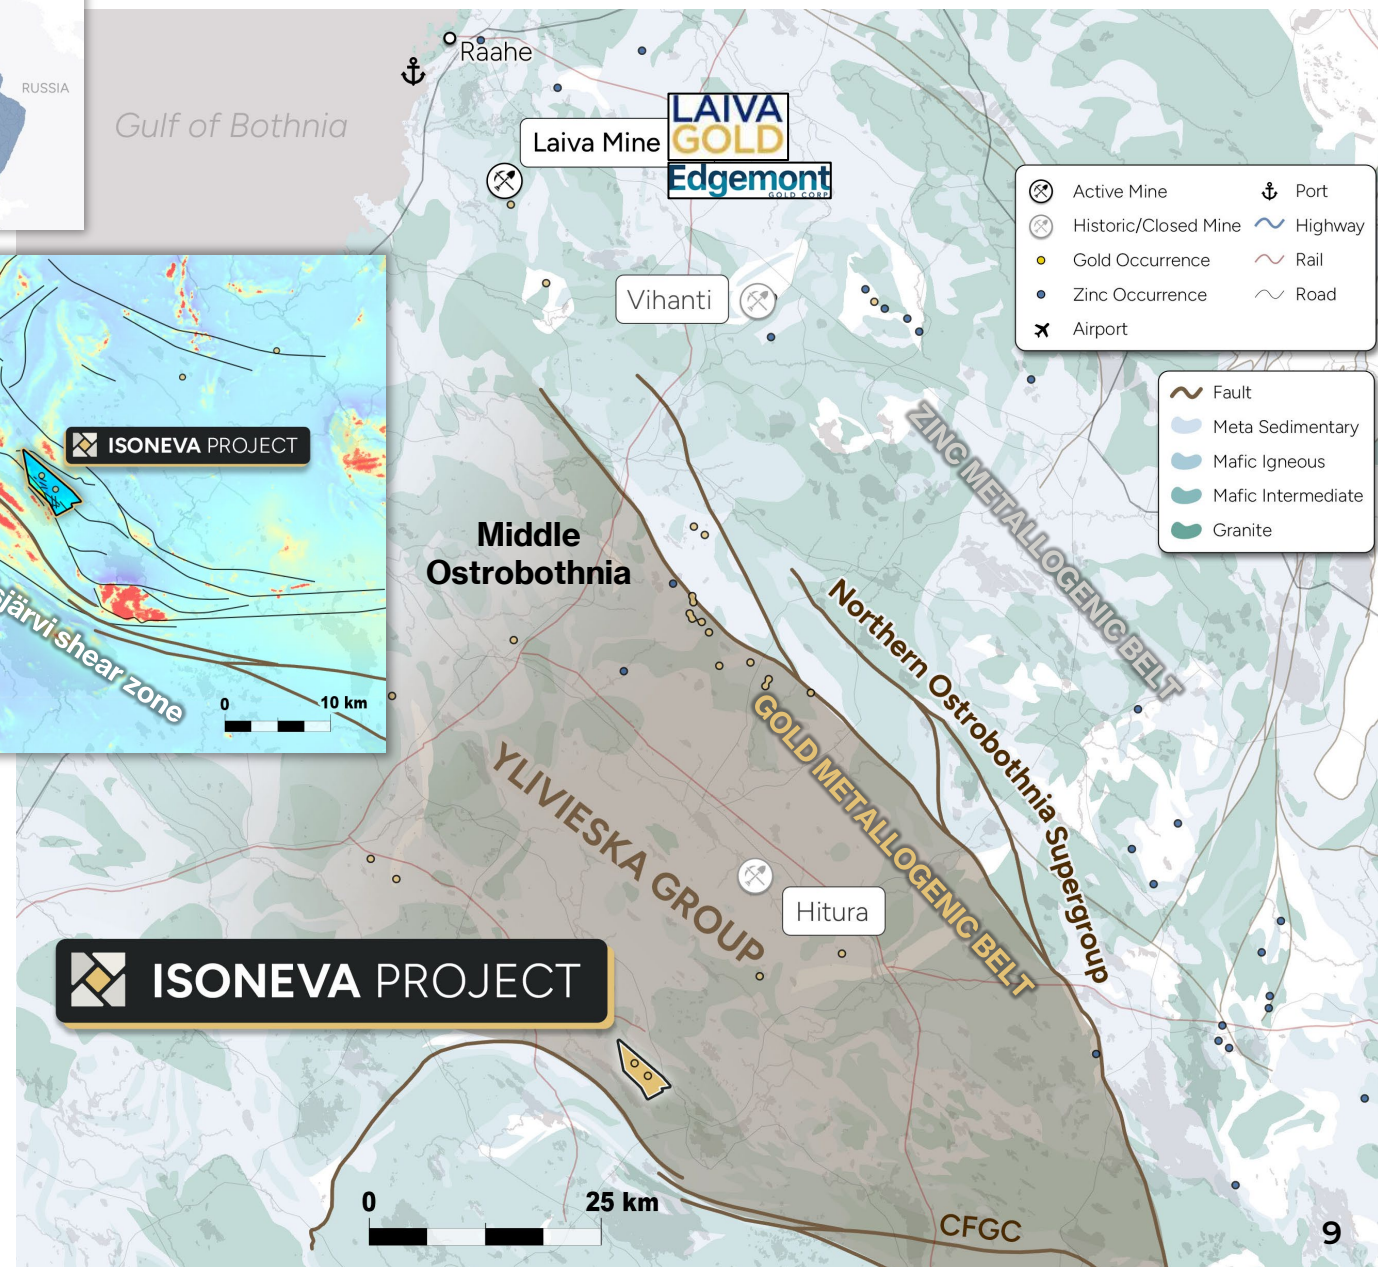 RUSSIA
Raahe
Gulf of Bothnia
Laiva Mine
LAIVA
GOLD
Edgemont
GOLD CORP
Active Mine
Historic/Closed Mine
Gold Occurrence
Zinc Occurrence
Airport
Port
Highway
Rail
Road
Vihanti
Fault
Meta Sedimentary
Mafic Igneous
Mafic Intermediate
Granite
ZINC METALLOGENIC BELT
ISONEVA PROJECT
sjärvi shear zone
0 10 km
Middle
Ostrobothnia
Northern Ostrobothnia Supergroup
GOLD METALLOGENIC BELT
YLIVIESKA GROUP
Hitura
ISONEVA PROJECT
0 25 km
CFGC
9